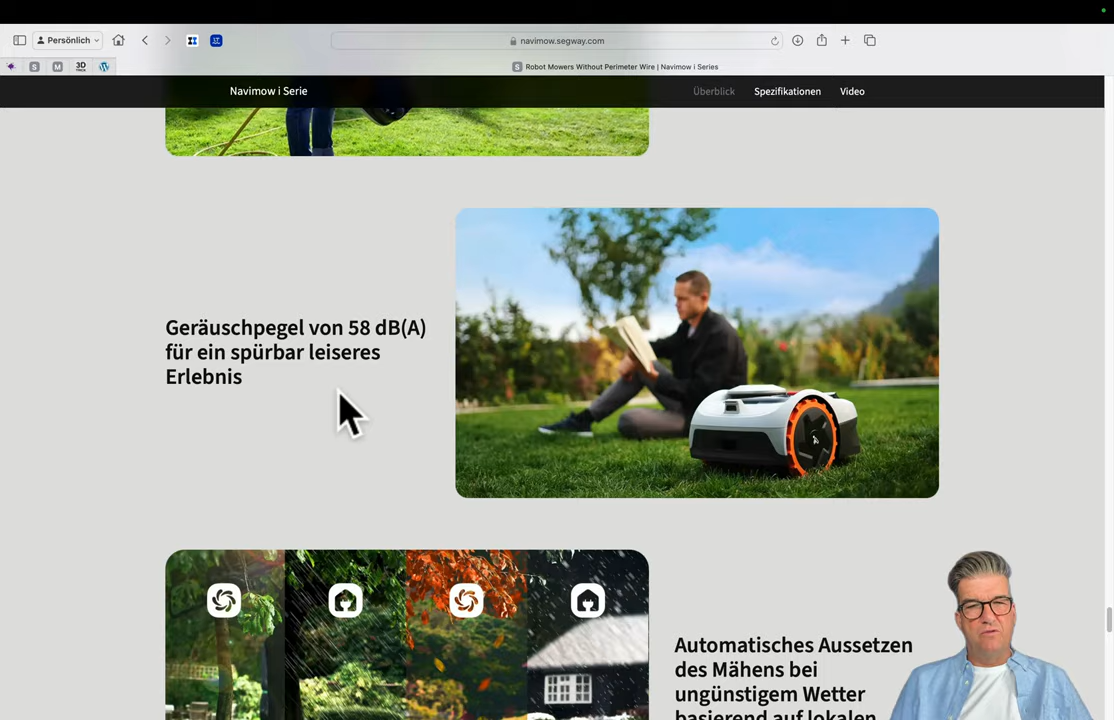 Persönlich
navimow.segway.com
S
M
3D
S Robot Mowers Without Perimeter Wire | Navimow i Series
Navimow i Serie
Überblick
Spezifikationen
Video
Geräuschpegel von 58 dB(A)
für ein spürbar leiseres
Erlebnis
Automatisches Aussetzen
des Mähens bei
ungünstigem Wetter
basierend auf lokalen